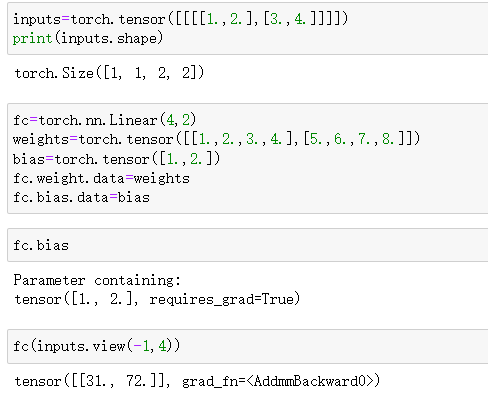 inputs=torch.tensor([[[[1.,2.],[3.,4.]]]])
print(inputs.shape)
torch.Size([1, 1, 2, 2])
fc=torch.nn.Linear(4,2)
weights=torch.tensor([[1.,2.,3.,4.],[5.,6.,7.,8.]])
bias=torch.tensor([1.,2.])
fc.weight.data=weights
fc.bias.data=bias
fc.bias
Parameter containing:
tensor([1., 2.], requires_grad=True)
fc(inputs.view(-1,4))
tensor([[31., 72.]], grad_fn=<AddmmBackward0>)